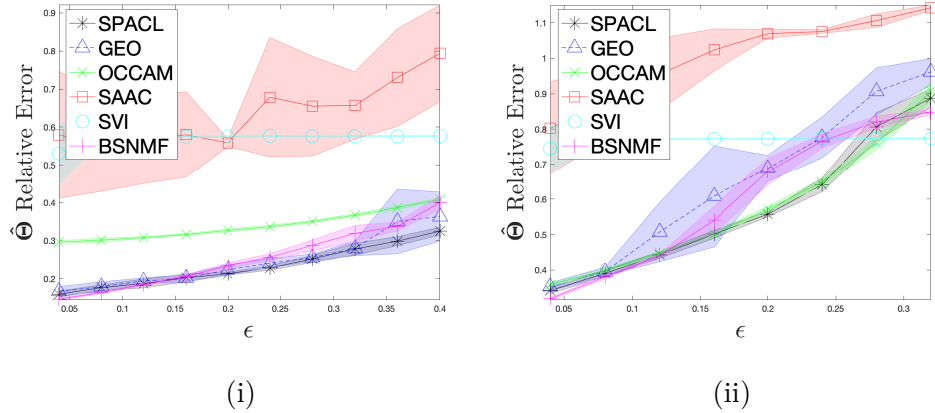 0.9
0.8
0.7
0.6
0.5
0.4
0.3
0.2
Θ̂ Relative Error
SPACL
GEO
OCCAM
SAAC
SVI
BSNMF
0.05 0.1 0.15 0.2 0.25 0.3 0.35 0.4
ϵ
(i)
1.1
1
0.9
0.8
0.7
0.6
0.5
0.4
Θ̂ Relative Error
SPACL
GEO
OCCAM
SAAC
SVI
BSNMF
0.05 0.1 0.15 0.2 0.25 0.3
ϵ
(ii)